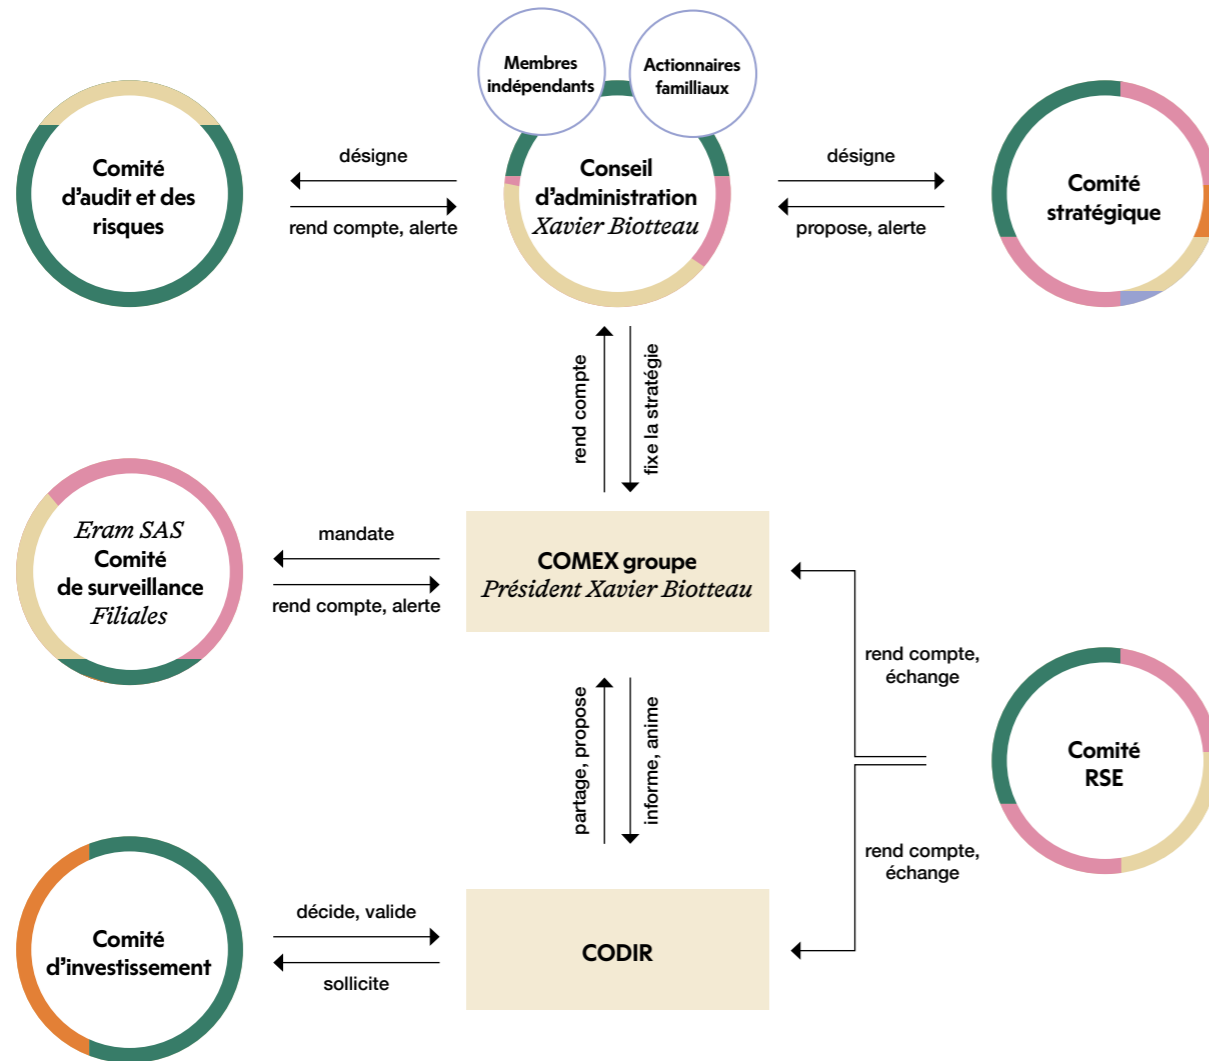 Membres
indépendants
Actionnaires
familliaux
Comité
d'audit et des
risques
désigne
rend compte, alerte
Conseil
d'administration
Xavier Biotteau
désigne
propose, alerte
Comité
stratégique
rend compte
fixe la stratégie
Eram SAS
Comité
de surveillance
Filiales
mandate
rend compte, alerte
COMEX groupe
Président Xavier Biotteau
rend compte,
échange
partage, propose
informe, anime
Comité
RSE
rend compte,
échange
Comité
d'investissement
décide, valide
sollicite
CODIR